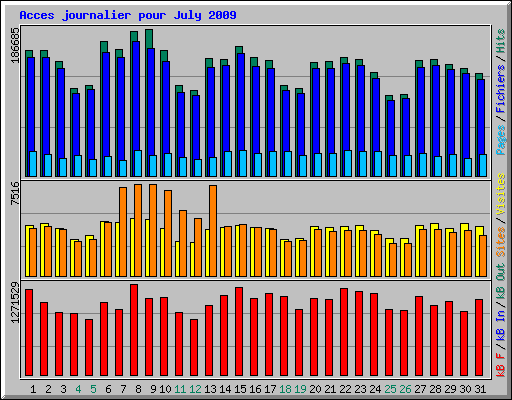 Acces journalier pour July 2009
186685
7516
1271529
Pages / Fichiers / Hits
Sites / Visites
kB F / kB In / kB Out
1 2 3 4 5 6 7 8 9 10 11 12 13 14 15 16 17 18 19 20 21 22 23 24 25 26 27 28 29 30 31